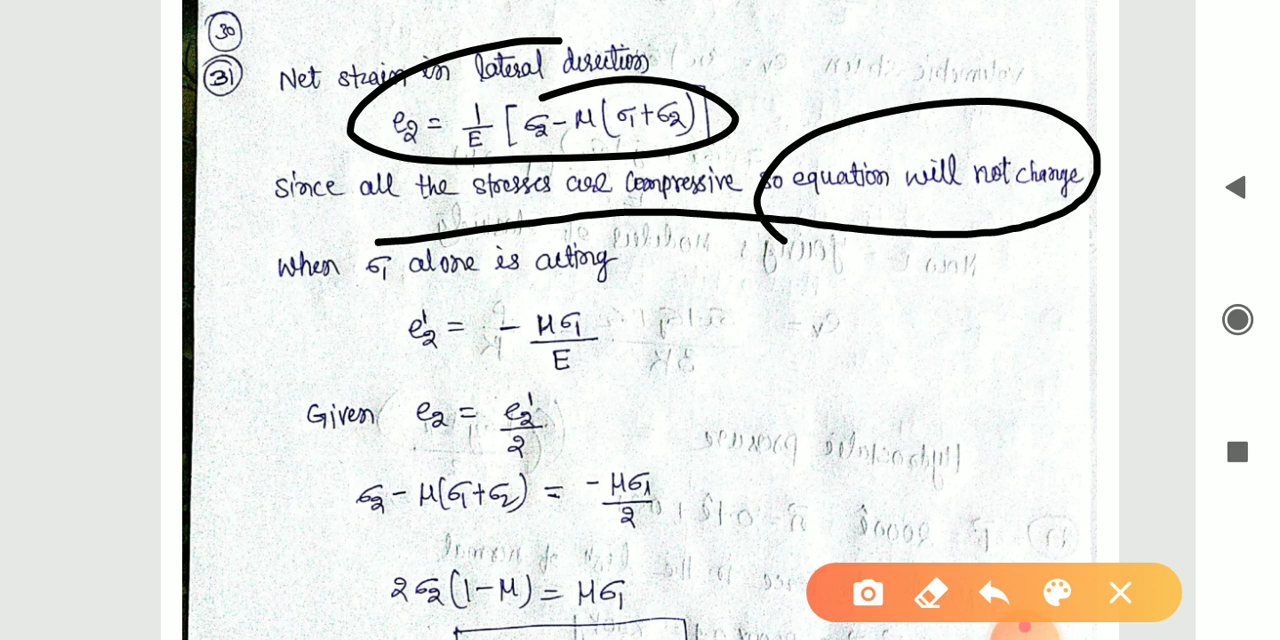 30
31
Net strain in lateral direction
e2 = 1/E [σ2 - μ(σ1+σ2)]
Since all the stresses are compressive so equation will not change
When σ1 alone is acting
e2' = - μσ1/E
Given e2 = e2'/2
σ2 - μ(σ1+σ2) = -μσ1/2
2σ2(1-μ) = μσ1